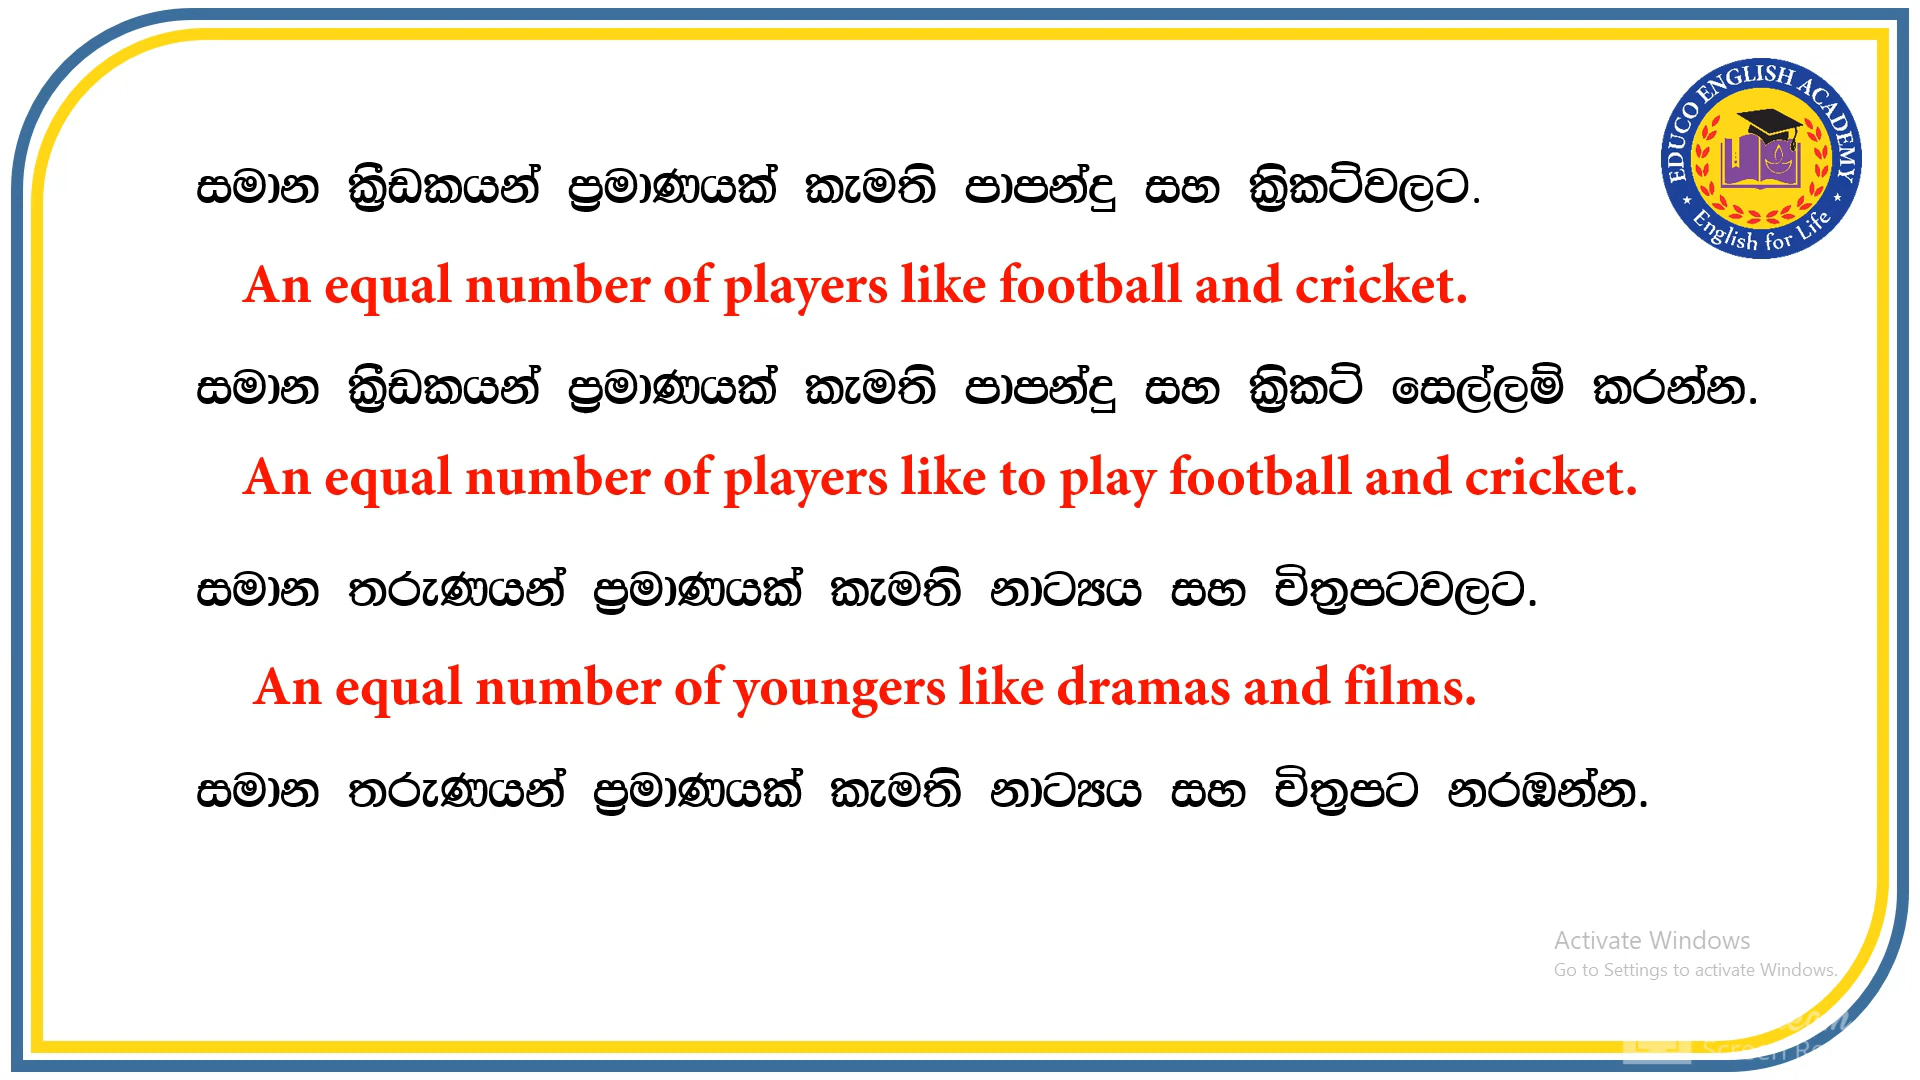 EDUCO ENGLISH ACADEMY
English for Life
සමාන ක්‍රීඩකයන් ප්‍රමාණයක් කැමති පාපන්දු සහ ක්‍රිකට්වලට.
An equal number of players like football and cricket.
සමාන ක්‍රීඩකයන් ප්‍රමාණයක් කැමති පාපන්දු සහ ක්‍රිකට් සෙල්ලම් කරන්න.
An equal number of players like to play football and cricket.
සමාන තරුණයන් ප්‍රමාණයක් කැමති නාට්‍යය සහ චිත්‍රපටවලට.
An equal number of youngers like dramas and films.
සමාන තරුණයන් ප්‍රමාණයක් කැමති නාට්‍යය සහ චිත්‍රපට නරඹන්න.
Activate Windows
Go to Settings to activate Windows.
Screen